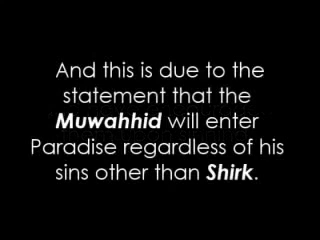 And this is due to the
statement that the
Muwahhid will enter
Paradise regardless of his
sins other than Shirk.